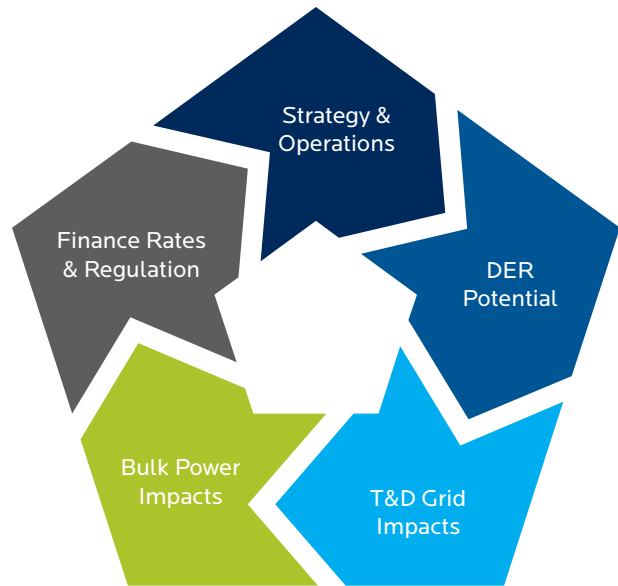 Strategy &
Operations
DER
Potential
T&D Grid
Impacts
Bulk Power
Impacts
Finance Rates
& Regulation